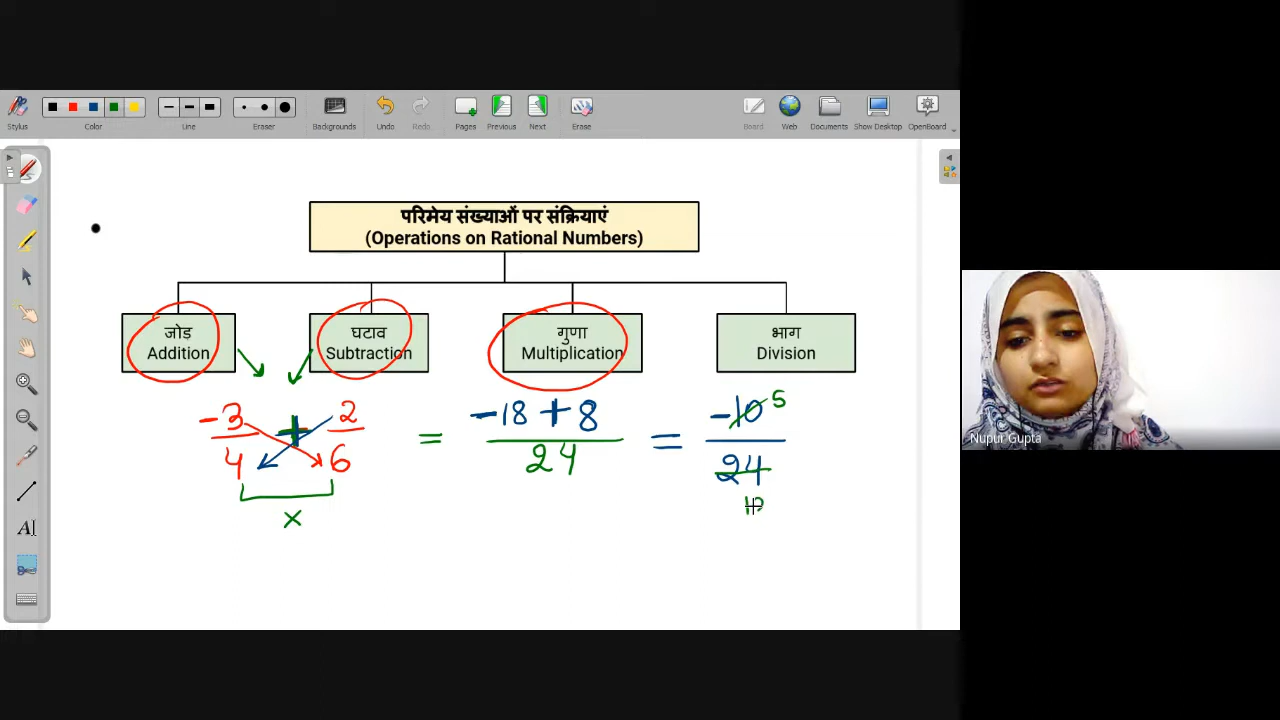 Stylus Color Line Eraser Backgrounds Undo Redo Pages Previous Next Erase Board Web Documents Show Desktop OpenBoard
परिमेय संख्याओं पर संक्रियाएं
(Operations on Rational Numbers)
जोड़ घटाव गुणा भाग
Addition Subtraction Multiplication Division
-3/4 + 2/6 = -18 + 8/24 = -10/24
5
12
×
Nupur Gupta